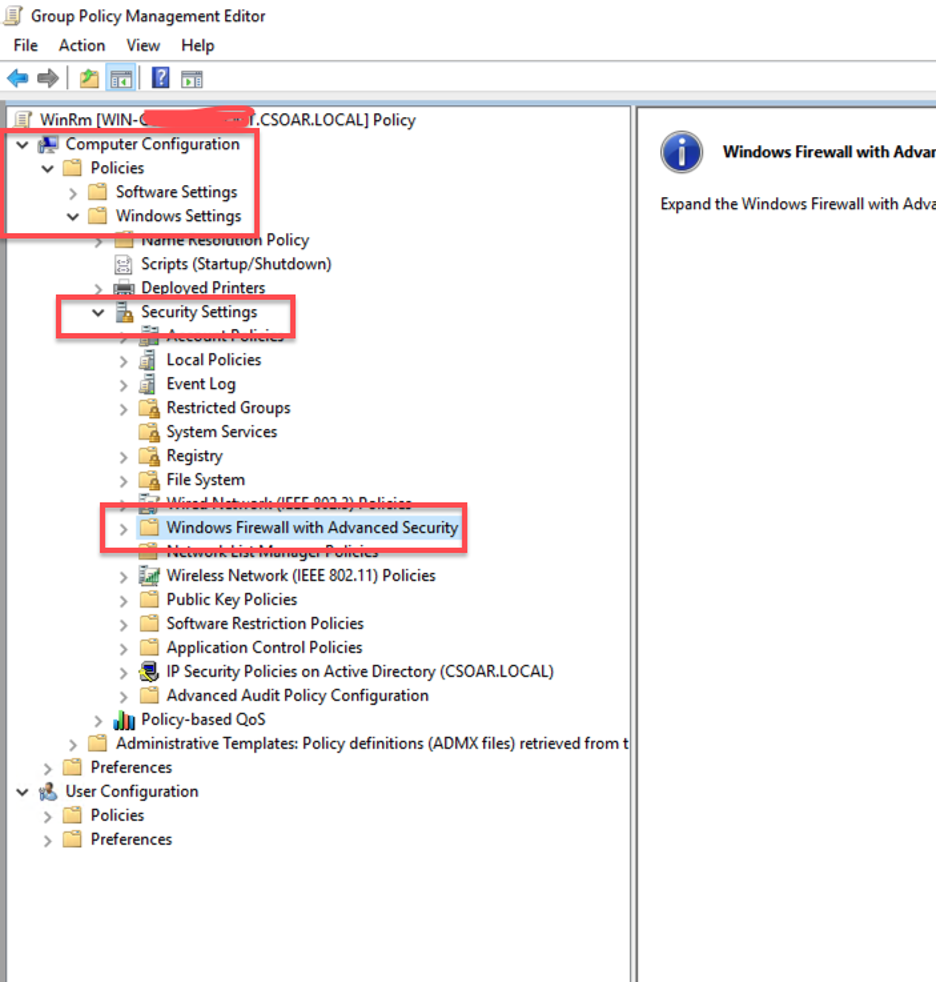 Group Policy Management Editor
File Action View Help
WinRm [WIN- T.CSOAR.LOCAL] Policy
Computer Configuration
Policies
Software Settings
Windows Settings
Name Resolution Policy
Scripts (Startup/Shutdown)
Deployed Printers
Security Settings
Account Policies
Local Policies
Event Log
Restricted Groups
System Services
Registry
File System
Wired Network (IEEE 802.3) Policies
Windows Firewall with Advanced Security
Network List Manager Policies
Wireless Network (IEEE 802.11) Policies
Public Key Policies
Software Restriction Policies
Application Control Policies
IP Security Policies on Active Directory (CSOAR.LOCAL)
Advanced Audit Policy Configuration
Policy-based QoS
Administrative Templates: Policy definitions (ADMX files) retrieved from t
Preferences
User Configuration
Policies
Preferences
Windows Firewall with Advan
Expand the Windows Firewall with Adva